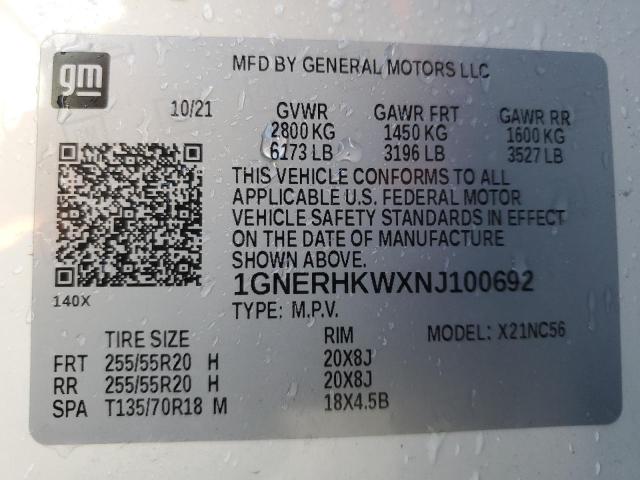 gm
MFD BY GENERAL MOTORS LLC
10/21 GVWR GAWR FRT GAWR RR
2800 KG 1450 KG 1600 KG
6173 LB 3196 LB 3527 LB
THIS VEHICLE CONFORMS TO ALL
APPLICABLE U.S. FEDERAL MOTOR
VEHICLE SAFETY STANDARDS IN EFFECT
ON THE DATE OF MANUFACTURE
SHOWN ABOVE.
1GNERHKWXNJ100692
140X
TYPE: M.P.V.
TIRE SIZE RIM MODEL: X21NC56
FRT 255/55R20 H 20X8J
RR 255/55R20 H 20X8J
SPA T135/70R18 M 18X4.5B